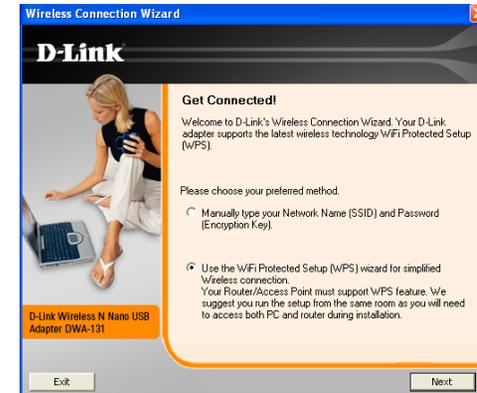 Wireless Connection Wizard
D-Link
Get Connected!
Welcome to D-Link's Wireless Connection Wizard. Your D-Link
adapter supports the latest wireless technology WiFi Protected Setup
(WPS).
Please choose your preferred method.
Manually type your Network Name (SSID) and Password
(Encryption Key).
Use the WiFi Protected Setup (WPS) wizard for simplified
Wireless connection.
Your Router/Access Point must support WPS feature. We
suggest you run the setup from the same room as you will need
to access both PC and router during installation.
D-Link Wireless N Nano USB
Adapter DWA-131
Exit
Next